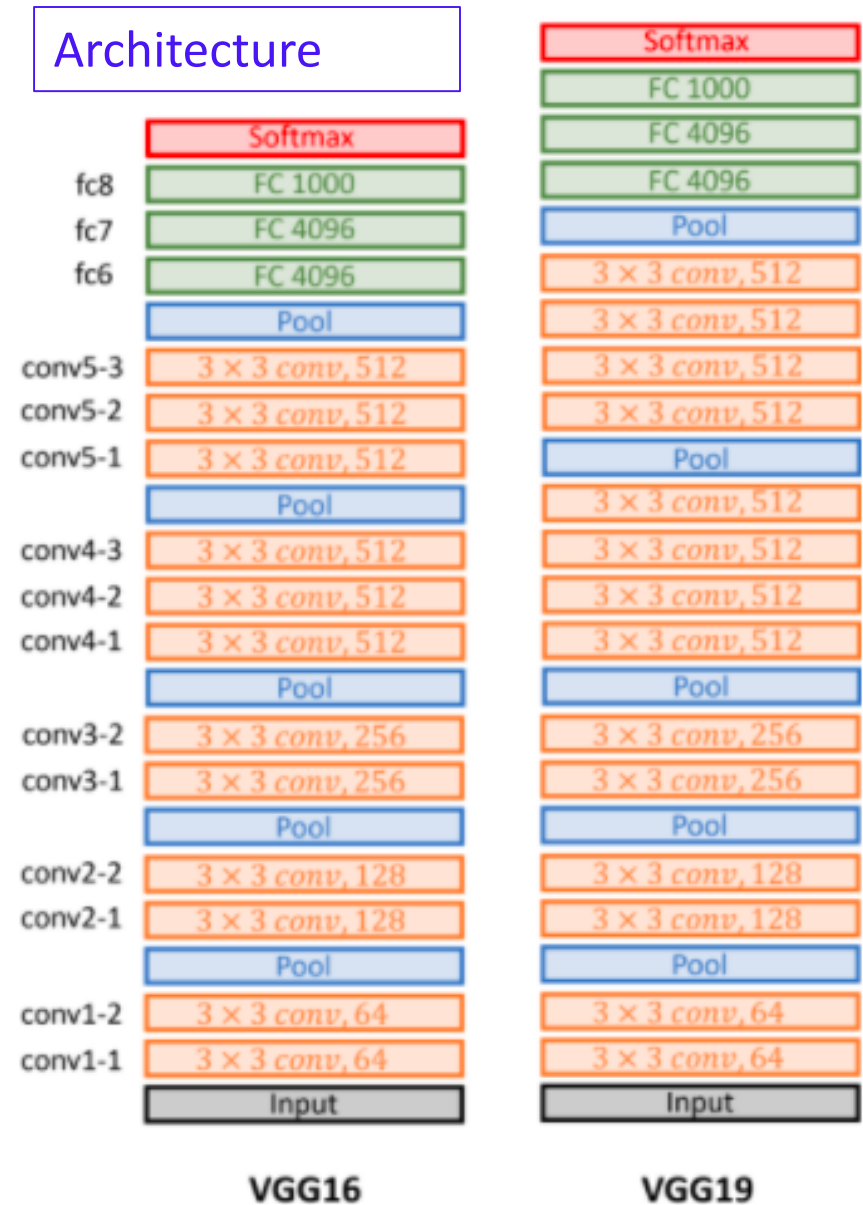 Architecture
Softmax
fc8 FC 1000
fc7 FC 4096
fc6 FC 4096
Pool
conv5-3 3 × 3 conv, 512
conv5-2 3 × 3 conv, 512
conv5-1 3 × 3 conv, 512
Pool
conv4-3 3 × 3 conv, 512
conv4-2 3 × 3 conv, 512
conv4-1 3 × 3 conv, 512
Pool
conv3-2 3 × 3 conv, 256
conv3-1 3 × 3 conv, 256
Pool
conv2-2 3 × 3 conv, 128
conv2-1 3 × 3 conv, 128
Pool
conv1-2 3 × 3 conv, 64
conv1-1 3 × 3 conv, 64
Input
VGG16
Softmax
FC 1000
FC 4096
FC 4096
Pool
3 × 3 conv, 512
3 × 3 conv, 512
3 × 3 conv, 512
3 × 3 conv, 512
Pool
3 × 3 conv, 512
3 × 3 conv, 512
3 × 3 conv, 512
3 × 3 conv, 512
Pool
3 × 3 conv, 256
3 × 3 conv, 256
Pool
3 × 3 conv, 128
3 × 3 conv, 128
Pool
3 × 3 conv, 64
3 × 3 conv, 64
Input
VGG19